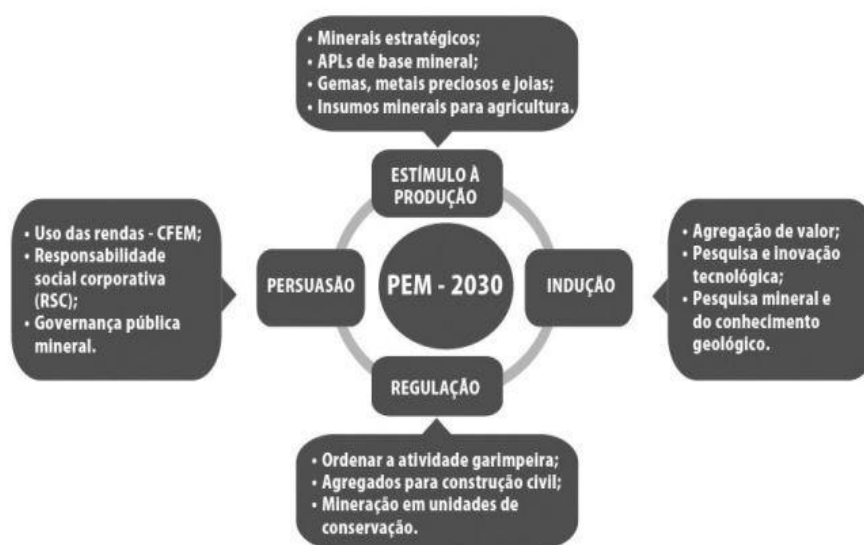 • Minerais estratégicos;
• APLs de base mineral;
• Gemas, metais preciosos e joias;
• Insumos minerais para agricultura.
ESTÍMULO À
PRODUÇÃO
• Uso das rendas - CFEM;
• Responsabilidade
social corporativa
(RSC);
• Governança pública
mineral.
PERSUASÃO
PEM - 2030
INDUÇÃO
• Agregação de valor;
• Pesquisa e inovação
tecnológica;
• Pesquisa mineral e
do conhecimento
geológico.
REGULAÇÃO
• Ordenar a atividade garimpeira;
• Agregados para construção civil;
• Mineração em unidades de
conservação.